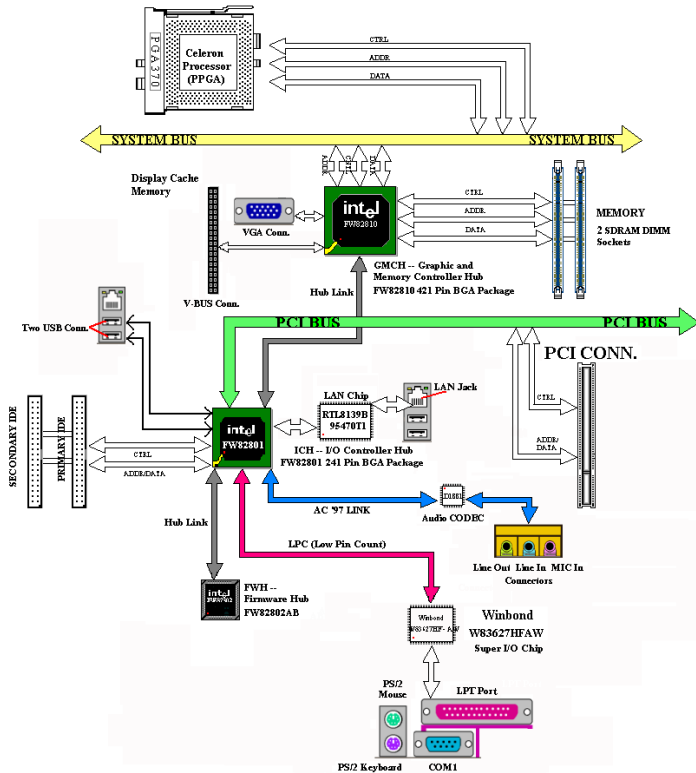 CTRL
ADDR
DATA
PGA370
Celeron
Processor
(PPGA)
SYSTEM BUS
SYSTEM BUS
ADDR
CTRL
DATA
Display Cache
Memory
VGA Conn.
intel
FW82810
CTRL
ADDR.
DATA
MEMORY
2 SDRAM DIMM
Sockets
V-BUS Conn.
Hub Link
GMCH -- Graphic and
Memory Controller Hub
FW82810 421 Pin BGA Package
PCI BUS
PCI BUS
Two USB Conn.
PCI CONN.
LAN Chip
LAN Jack
RTL8139B
95470T1
CTRL
ADDR/
DATA
SECONDARY IDE
PRIMARY IDE
intel
FW82801
CTRL
ADDR/DATA
ICH -- I/O Controller Hub
FW82801 241 Pin BGA Package
AC '97 LINK
Audio CODEC
Hub Link
LPC (Low Pin Count)
Line Out Line In MIC In
Connectors
intel
FWH --
Firmware Hub
FW82802AB
Winbond
Winbond
W83627HFAW
Super I/O Chip
PS/2
Mouse
LPT Port
PS/2 Keyboard
COM1